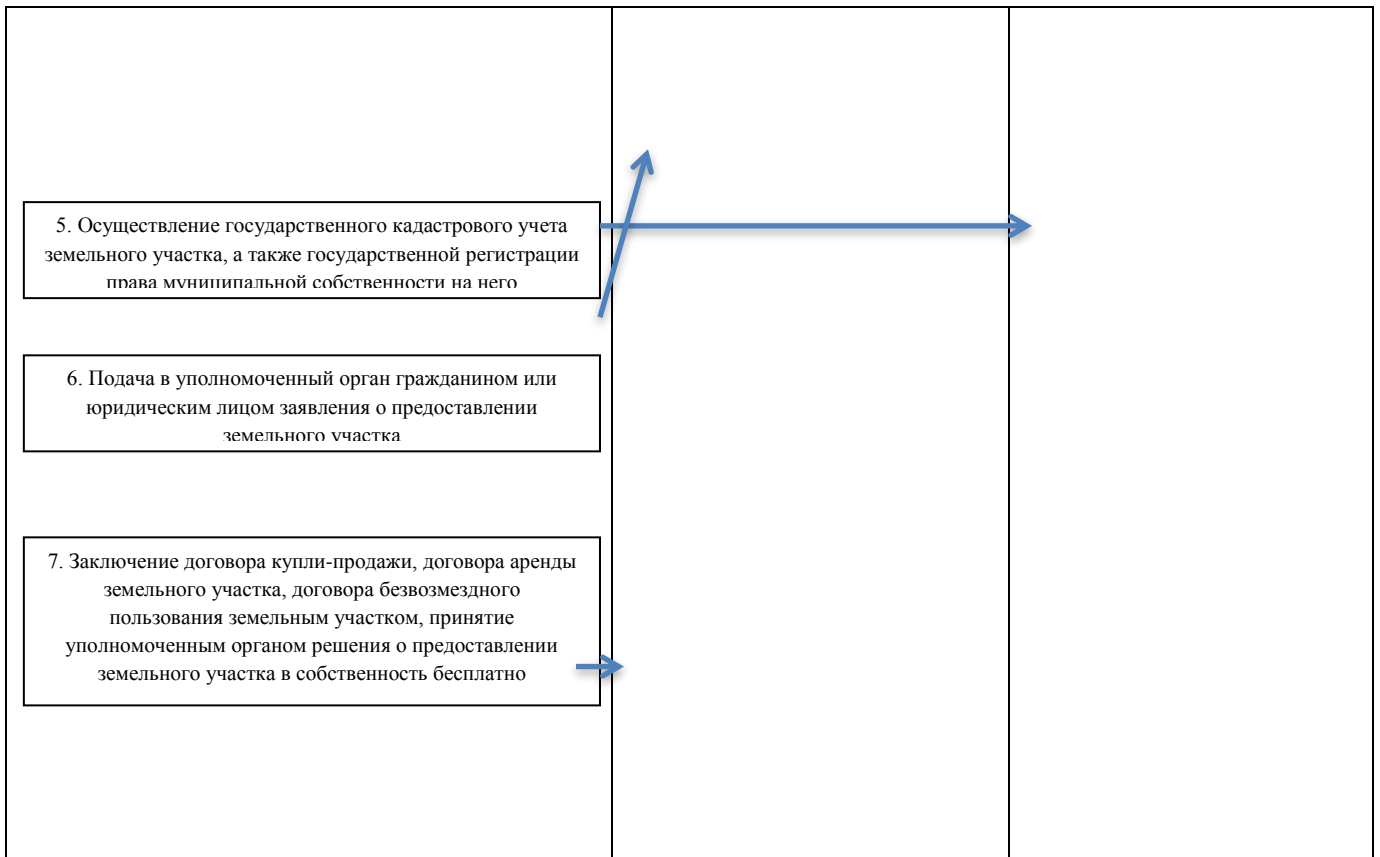 5. Осуществление государственного кадастрового учета
земельного участка, а также государственной регистрации
права муниципальной собственности на него
6. Подача в уполномоченный орган гражданином или
юридическим лицом заявления о предоставлении
земельного участка
7. Заключение договора купли-продажи, договора аренды
земельного участка, договора безвозмездного
пользования земельным участком, принятие
уполномоченным органом решения о предоставлении
земельного участка в собственность бесплатно